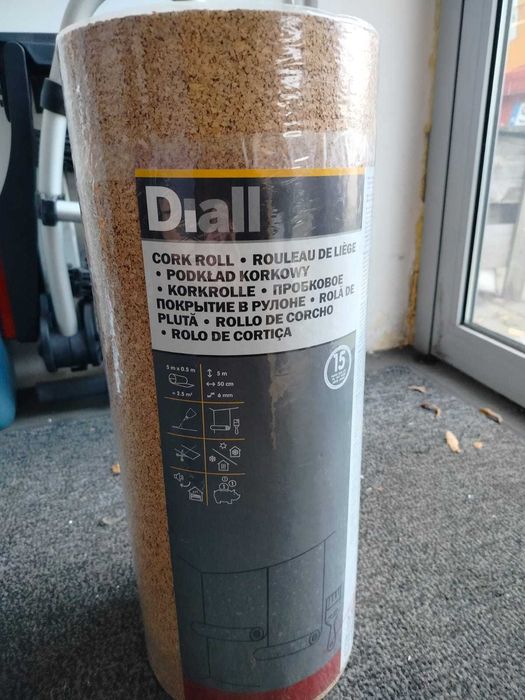 Diall
CORK ROLL • ROULEAU DE LIÈGE
• PODKŁAD KORKOWY
• KORKROLLE • ПРОБКОВОЕ
ПОКРЫТИЕ В РУЛОНЕ • ROLĂ DE
PLUTĂ • ROLLO DE CORCHO
• ROLO DE CORTIÇA
5 m x 0.5 m
= 2.5 m²
5 m
50 cm
6 mm
15